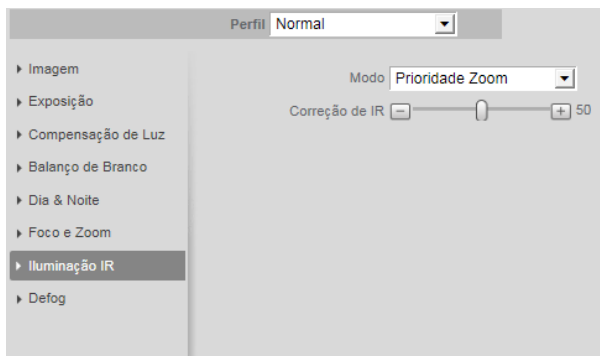 Perfil Normal
Imagem
Exposição
Compensação de Luz
Balanço de Branco
Dia & Noite
Foco e Zoom
Iluminação IR
Defog
Modo Prioridade Zoom
Correção de IR 50